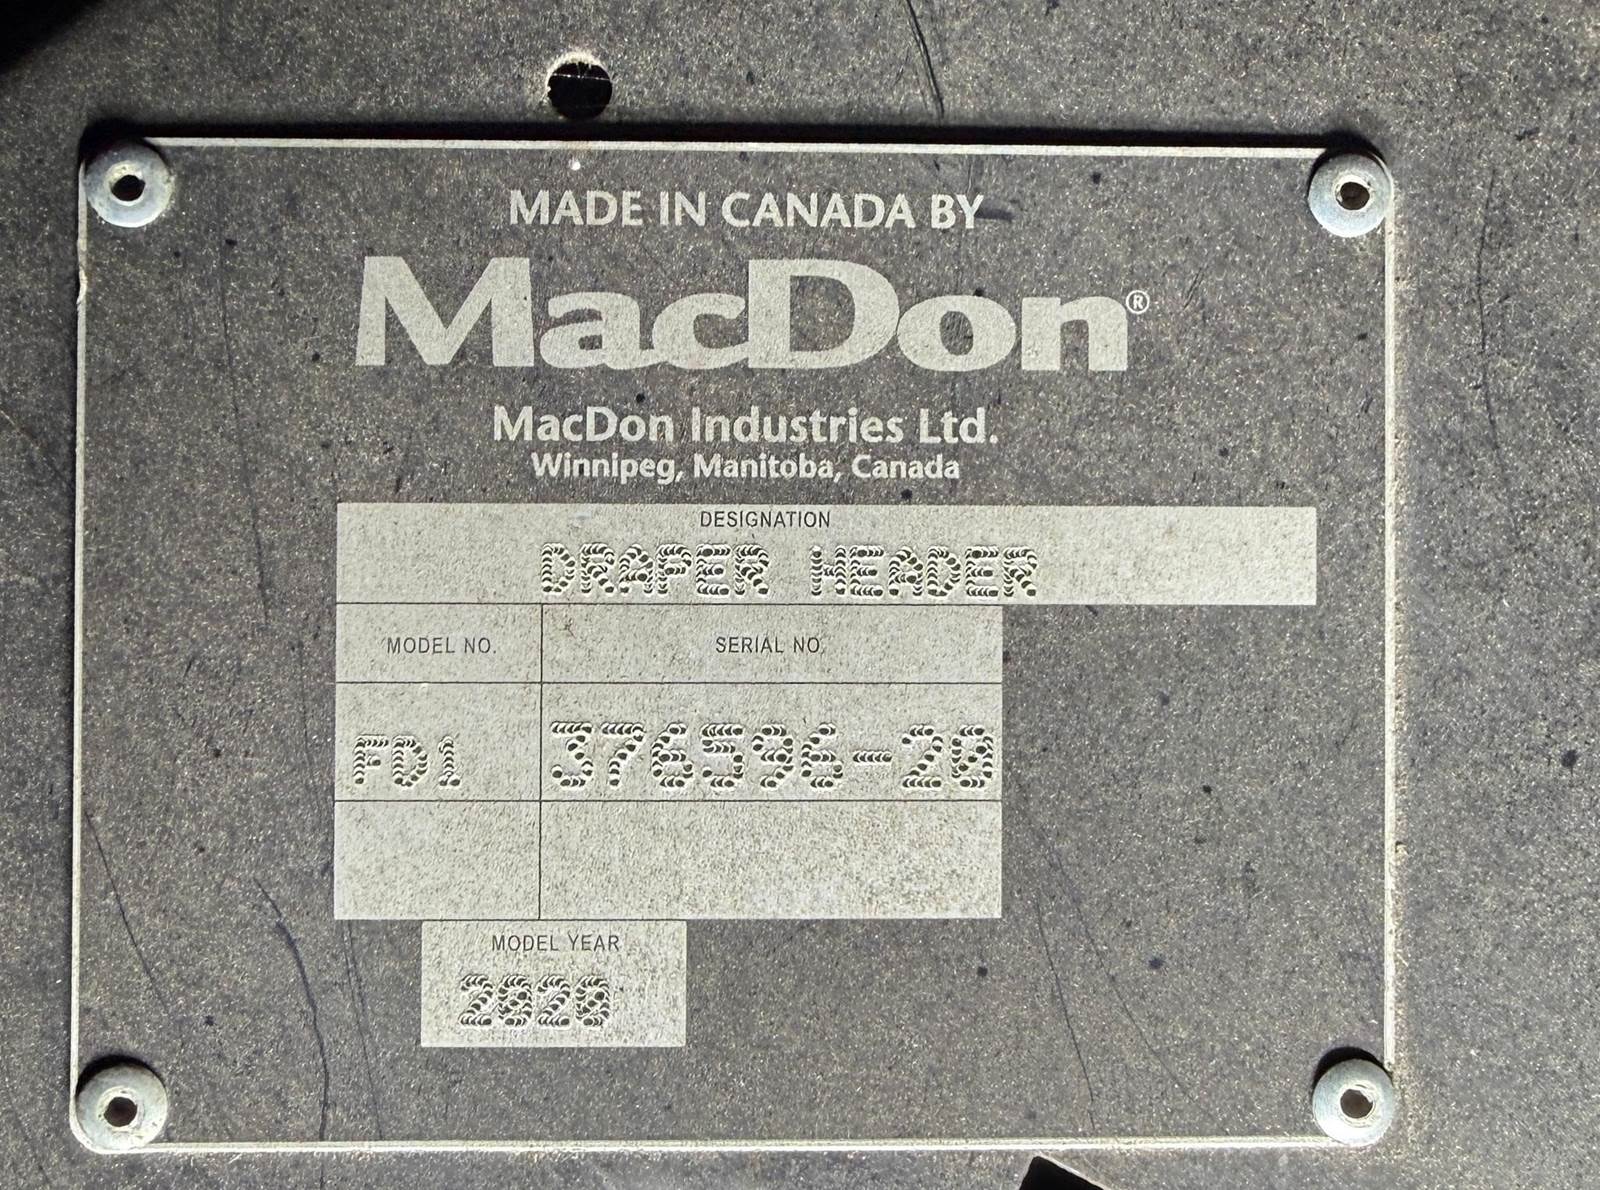 MADE IN CANADA BY
MacDon®
MacDon Industries Ltd.
Winnipeg, Manitoba, Canada
DESIGNATION
DRAPER HEADER
MODEL NO. SERIAL NO.
FD1 376596-20
MODEL YEAR
2020